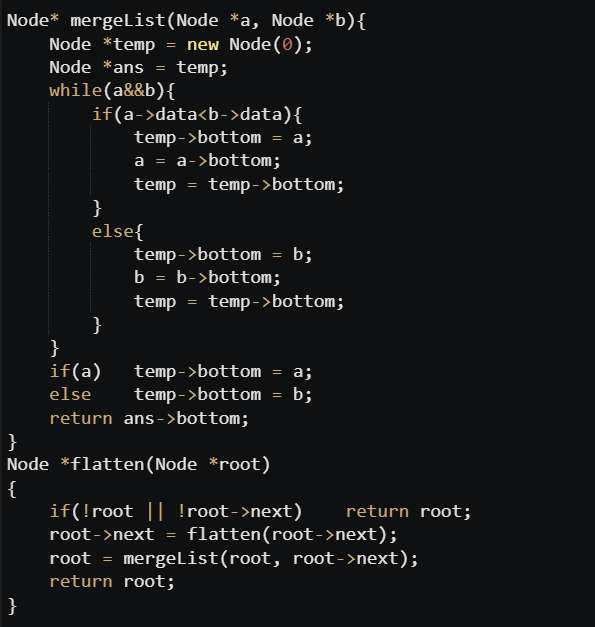 Node* mergeList(Node *a, Node *b){
    Node *temp = new Node(0);
    Node *ans = temp;
    while(a&&b){
        if(a->data<b->data){
            temp->bottom = a;
            a = a->bottom;
            temp = temp->bottom;
        }
        else{
            temp->bottom = b;
            b = b->bottom;
            temp = temp->bottom;
        }
    }
    if(a)   temp->bottom = a;
    else    temp->bottom = b;
    return ans->bottom;
}
Node *flatten(Node *root)
{
    if(!root || !root->next)    return root;
    root->next = flatten(root->next);
    root = mergeList(root, root->next);
    return root;
}